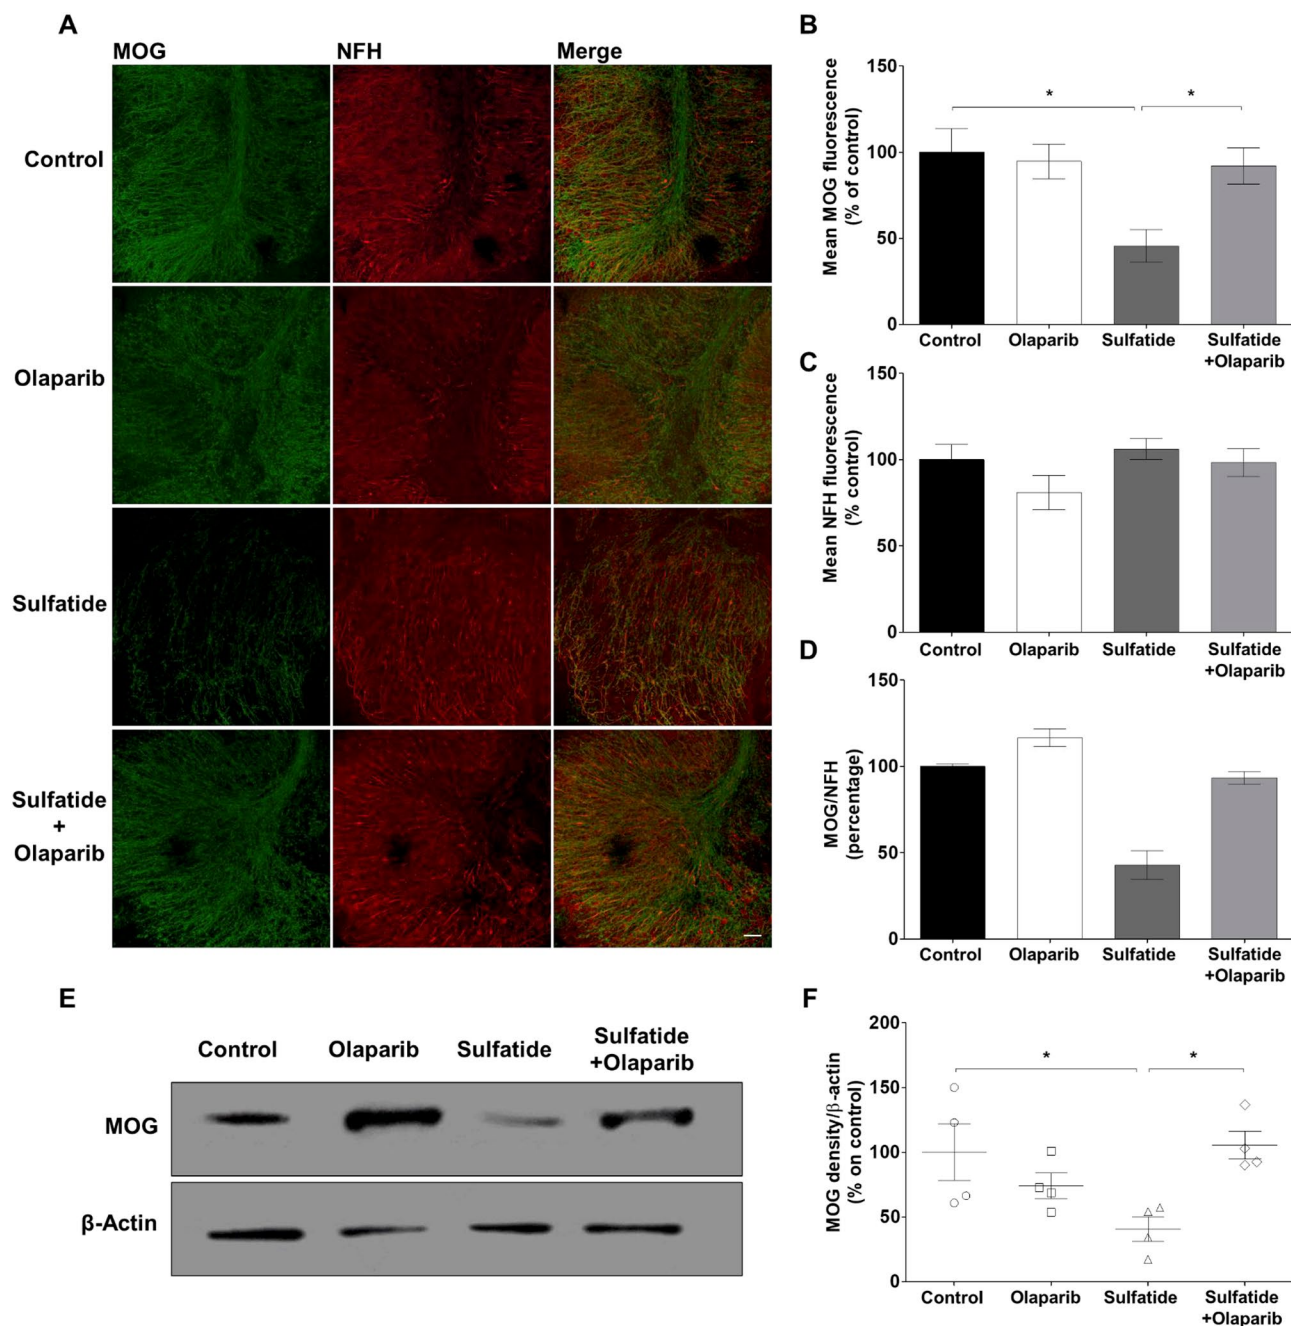 A
MOG NFH Merge
Control
Olaparib
Sulfatide
Sulfatide
+
Olaparib
B
Mean MOG fluorescence
(% of control)
150
100
50
0
Control Olaparib Sulfatide Sulfatide
+Olaparib
* *
C
Mean NFH fluorescence
(% control)
150
100
50
0
Control Olaparib Sulfatide Sulfatide
+Olaparib
D
MOG/NFH
(percentage)
150
100
50
0
Control Olaparib Sulfatide Sulfatide
+Olaparib
E
Control Olaparib Sulfatide Sulfatide
+Olaparib
MOG
β-Actin
F
MOG density/β-actin
(% on control)
200
150
100
50
0
* *
Control Olaparib Sulfatide Sulfatide
+Olaparib